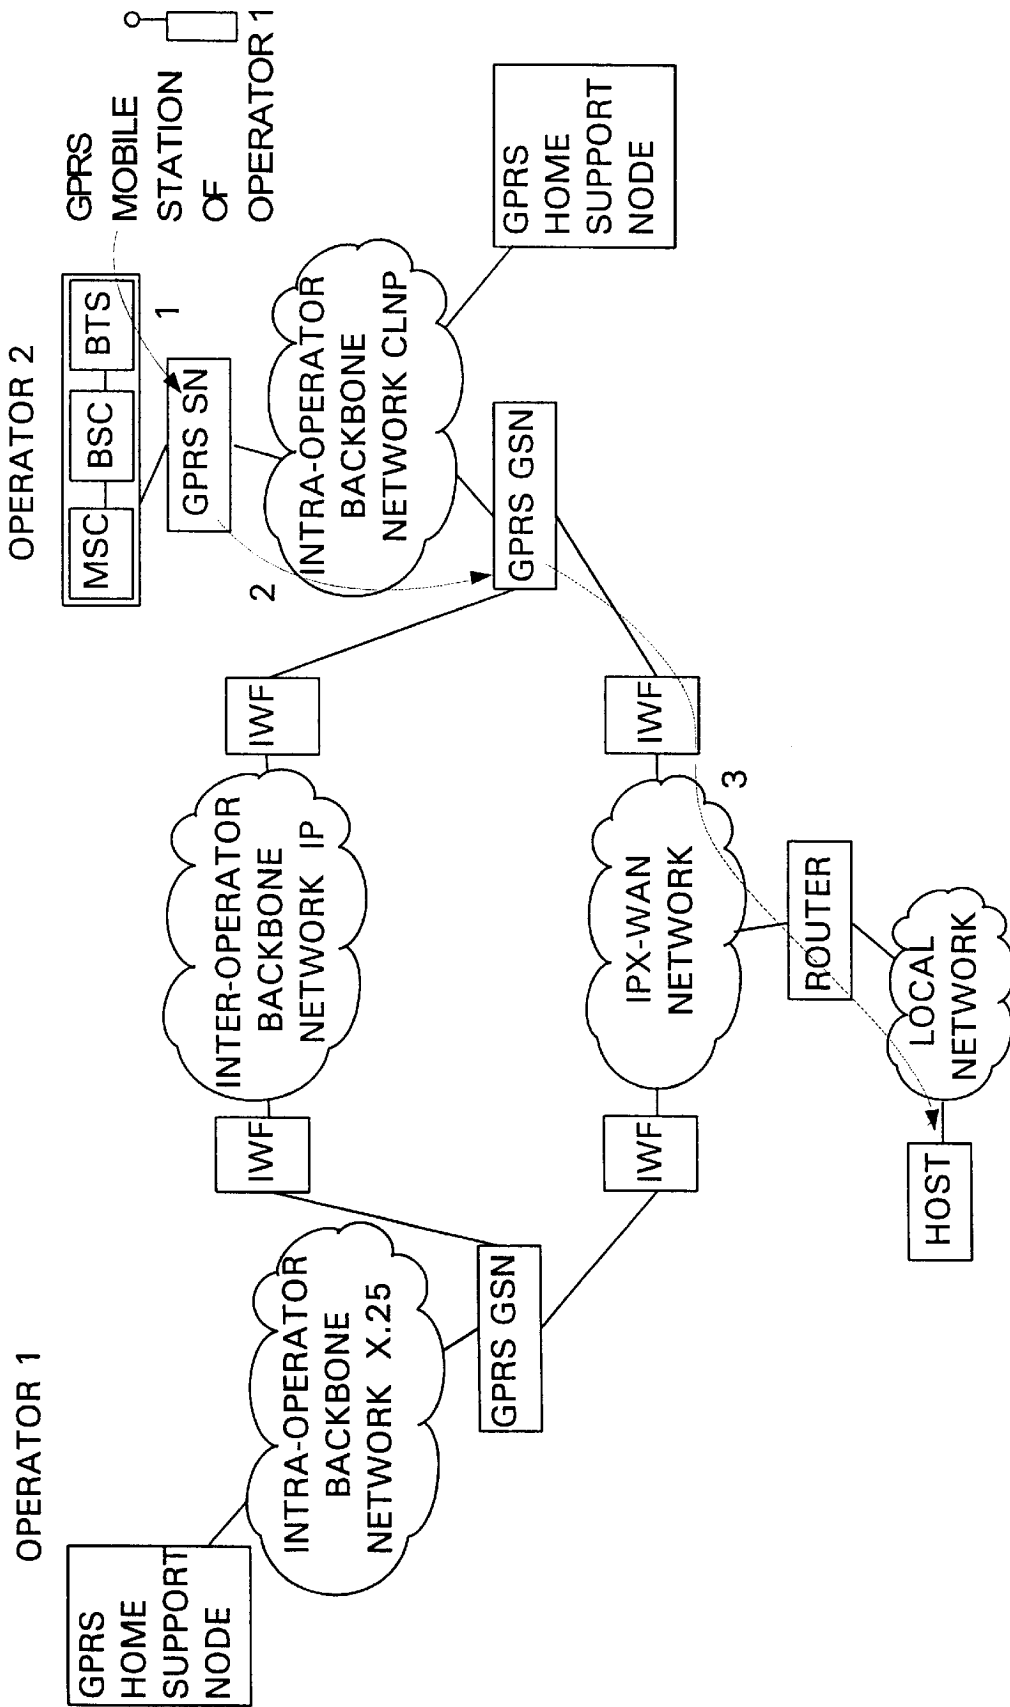 OPERATOR 1
OPERATOR 2
GPRS
HOME
SUPPORT
NODE
INTRA-OPERATOR
BACKBONE
NETWORK X.25
GPRS GSN
IWF
INTER-OPERATOR
BACKBONE
NETWORK IP
IWF
MSC
BSC
BTS
GPRS SN
1
2
GPRS
MOBILE
STATION
OF
OPERATOR 1
INTRA-OPERATOR
BACKBONE
NETWORK CLNP
GPRS GSN
GPRS
HOME
SUPPORT
NODE
IWF
IPX-WAN
NETWORK
IWF
3
ROUTER
LOCAL
NETWORK
HOST